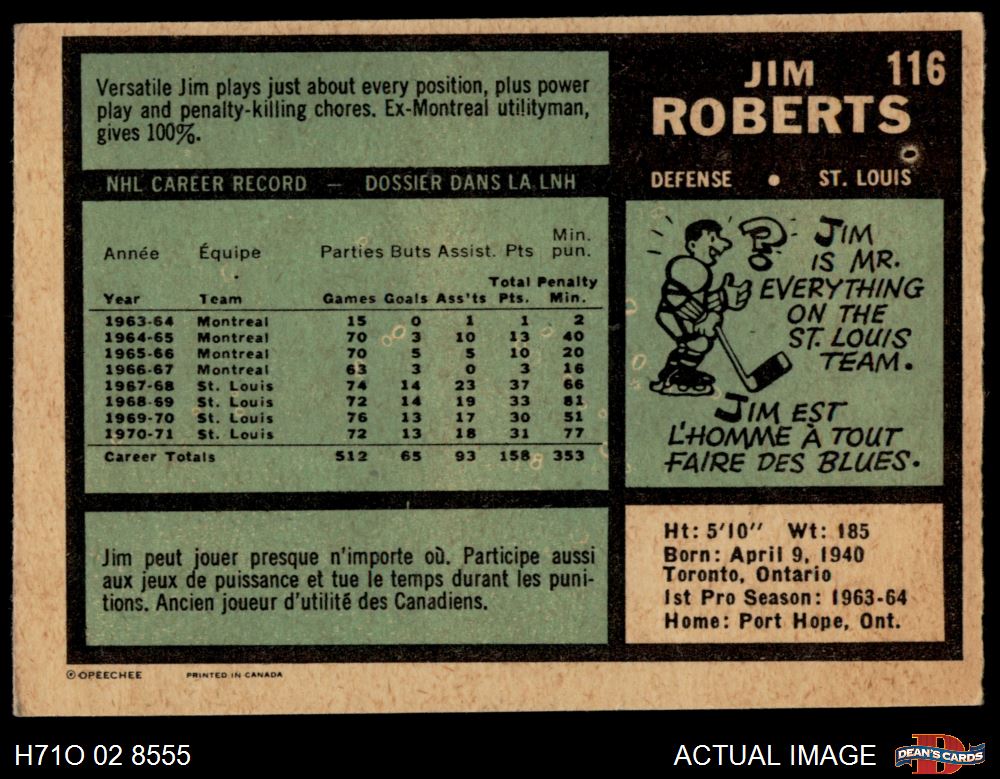 Versatile Jim plays just about every position, plus power
play and penalty-killing chores. Ex-Montreal utilityman,
gives 100%.
JIM 116
ROBERTS
DEFENSE • ST. LOUIS
NHL CAREER RECORD — DOSSIER DANS LA LNH
Année Équipe Parties Buts Assist. Pts Min. pun.
Year Team Games Goals Ass'ts Total Pts. Penalty Min.
1963-64 Montreal 15 0 1 1 2
1964-65 Montreal 70 3 10 13 40
1965-66 Montreal 70 5 5 10 20
1966-67 Montreal 63 3 0 3 16
1967-68 St. Louis 74 14 23 37 66
1968-69 St. Louis 72 14 19 33 81
1969-70 St. Louis 76 13 17 30 51
1970-71 St. Louis 72 13 18 31 77
Career Totals 512 65 93 158 353
JIM
IS MR.
EVERYTHING
ON THE
ST. LOUIS
TEAM.
JIM EST
L'HOMME À TOUT
FAIRE DES BLUES.
Jim peut jouer presque n'importe où. Participe aussi
aux jeux de puissance et tue le temps durant les puni-
tions. Ancien joueur d'utilité des Canadiens.
Ht: 5'10" Wt: 185
Born: April 9, 1940
Toronto, Ontario
1st Pro Season: 1963-64
Home: Port Hope, Ont.
© OPEECHEE PRINTED IN CANADA
H71O 02 8555 ACTUAL IMAGE DEAN'S CARDS